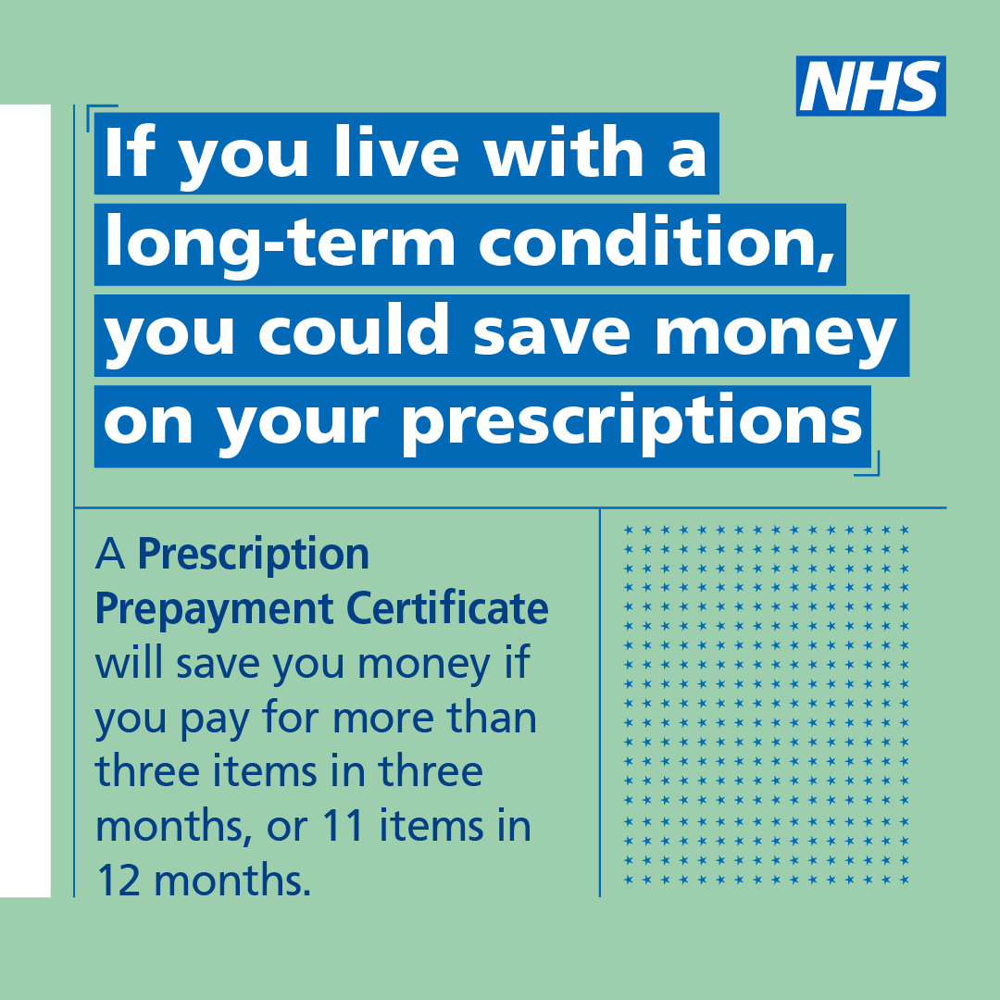 NHS
If you live with a
long-term condition,
you could save money
on your prescriptions
A Prescription
Prepayment Certificate
will save you money if
you pay for more than
three items in three
months, or 11 items in
12 months.